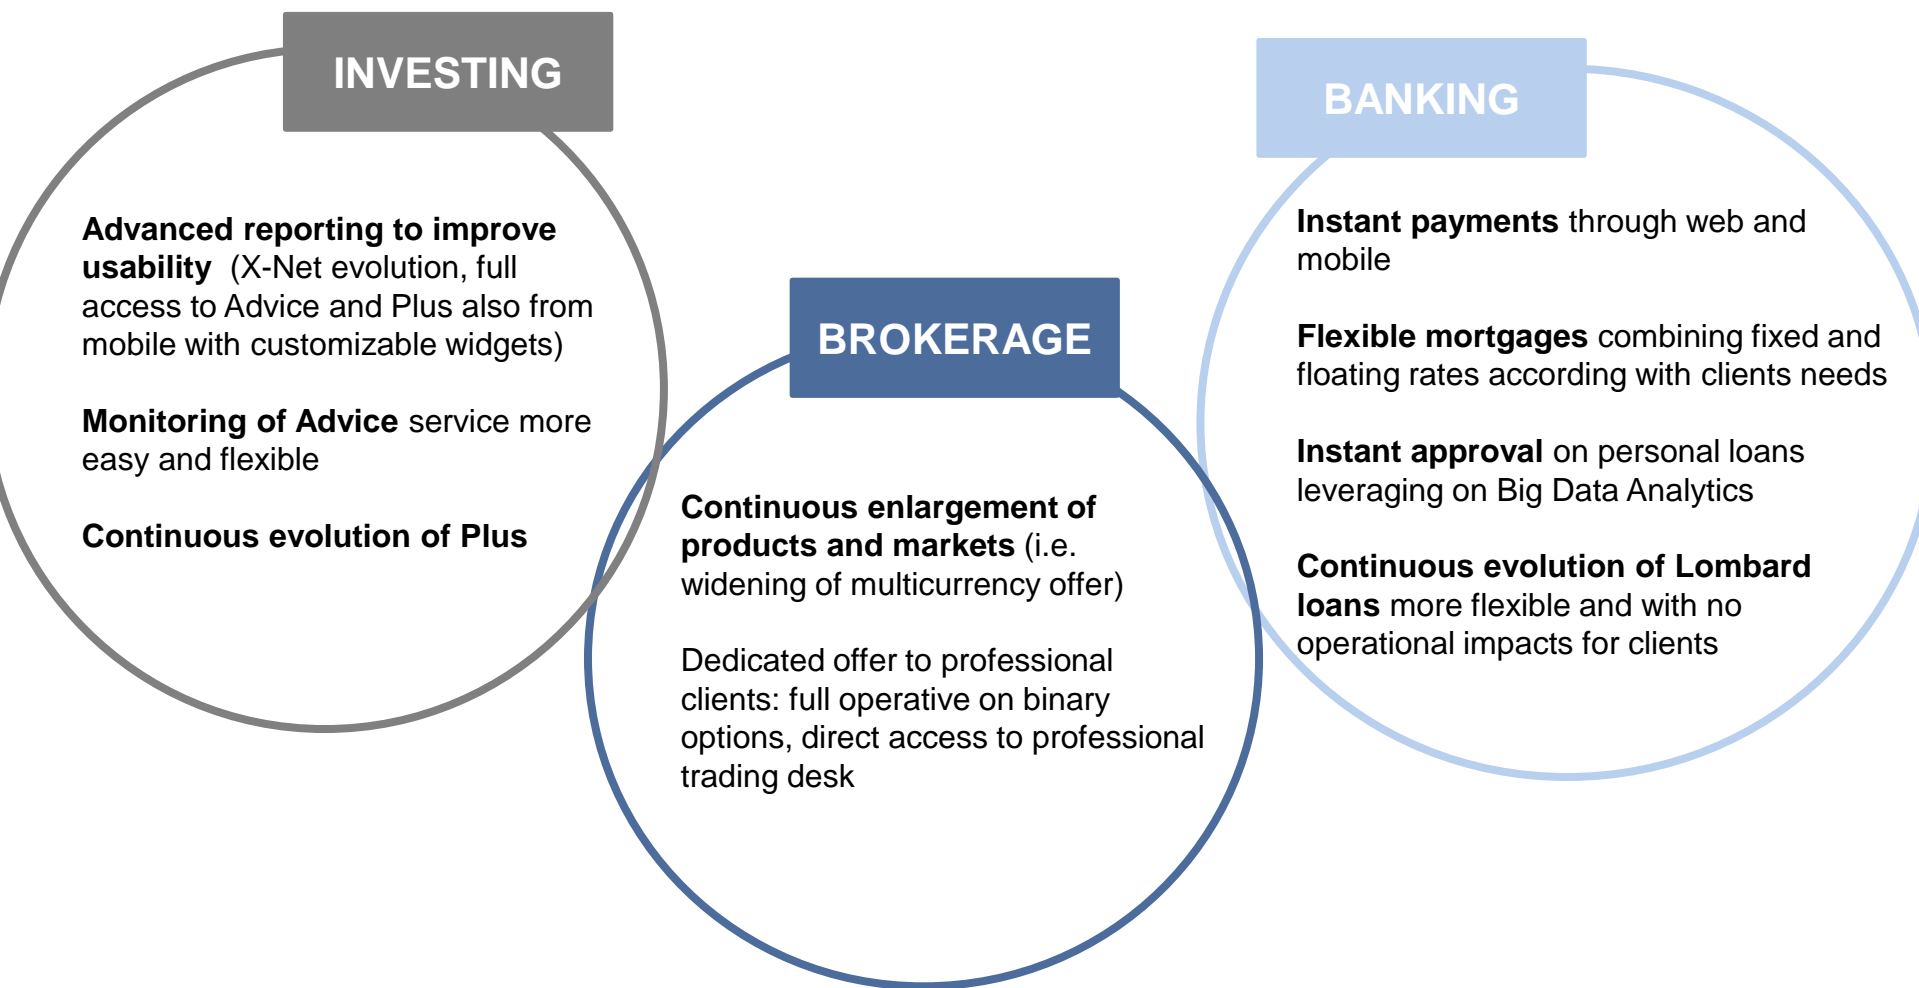 INVESTING
Advanced reporting to improve
usability (X-Net evolution, full
access to Advice and Plus also from
mobile with customizable widgets)
Monitoring of Advice service more
easy and flexible
Continuous evolution of Plus
BROKERAGE
Continuous enlargement of
products and markets (i.e.
widening of multicurrency offer)
Dedicated offer to professional
clients: full operative on binary
options, direct access to professional
trading desk
BANKING
Instant payments through web and
mobile
Flexible mortgages combining fixed and
floating rates according with clients needs
Instant approval on personal loans
leveraging on Big Data Analytics
Continuous evolution of Lombard
loans more flexible and with no
operational impacts for clients